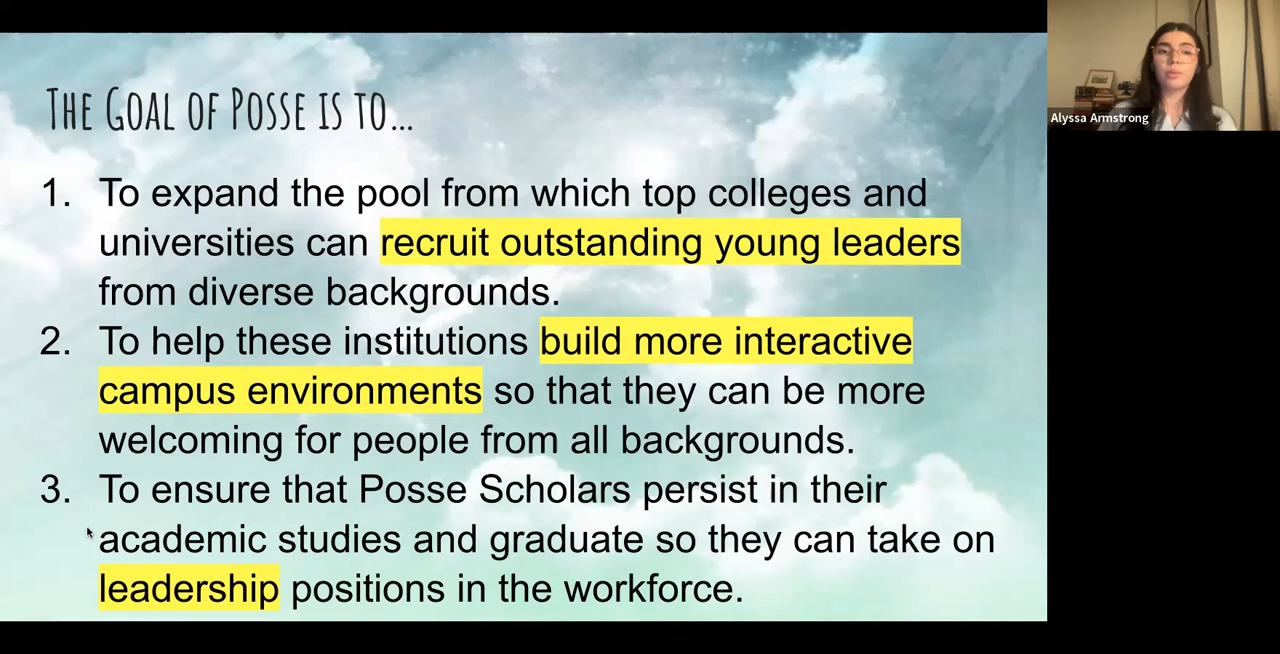 The Goal of Posse is to...
1. To expand the pool from which top colleges and
universities can recruit outstanding young leaders
from diverse backgrounds.
2. To help these institutions build more interactive
campus environments so that they can be more
welcoming for people from all backgrounds.
3. To ensure that Posse Scholars persist in their
academic studies and graduate so they can take on
leadership positions in the workforce.
Alyssa Armstrong